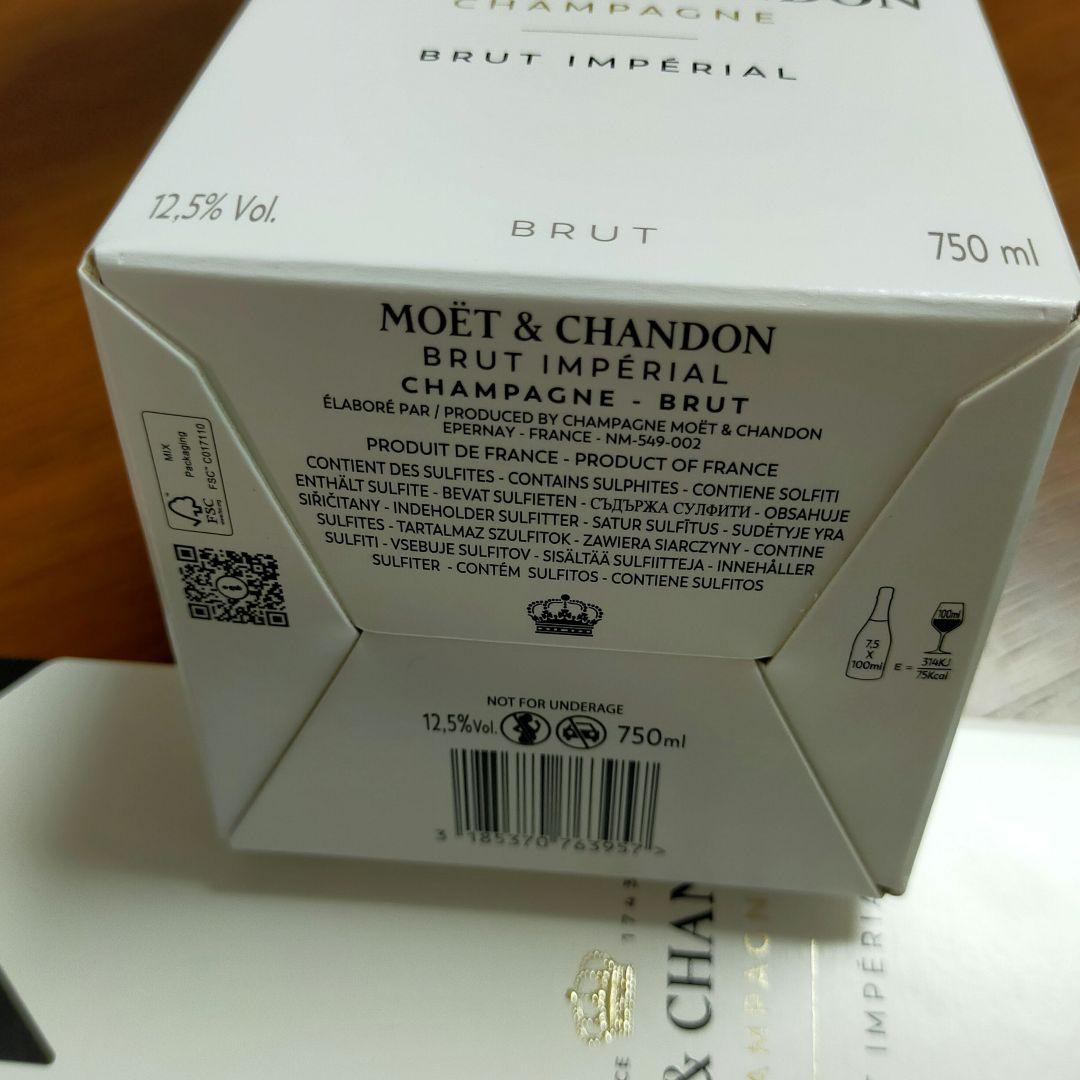 CHAMPAGNE
BRUT IMPÉRIAL
12,5% Vol.
BRUT
750 ml
MOËT & CHANDON
BRUT IMPÉRIAL
CHAMPAGNE - BRUT
ÉLABORÉ PAR / PRODUCED BY CHAMPAGNE MOËT & CHANDON
EPERNAY - FRANCE - NM-549-002
PRODUIT DE FRANCE - PRODUCT OF FRANCE
CONTIENT DES SULFITES - CONTAINS SULPHITES - CONTIENE SOLFITI
ENTHÄLT SULFITE - BEVAT SULFIETEN - СЪДЪРЖА СУЛФИТИ - OBSAHUJE
SIŘIČITANY - INDEHOLDER SULFITTER - SATUR SULFĪTUS - SUDĖTYJE YRA
SULFITES - TARTALMAZ SZULFITOK - ZAWIERA SIARCZYNY - CONTINE
SULFITI - VSEBUJE SULFITOV - SISÄLTÄÄ SULFIITTEJA - INNEHÅLLER
SULFITER - CONTÉM SULFITOS - CONTIENE SULFITOS
MIX
Packaging
FSC™ C017110
FSC
7,5
X
100ml
100ml
E = 314KJ
75Kcal
NOT FOR UNDERAGE
12,5%Vol.
750ml
3 185370 763957 >
1743
& CHAN
IMPÉRIA